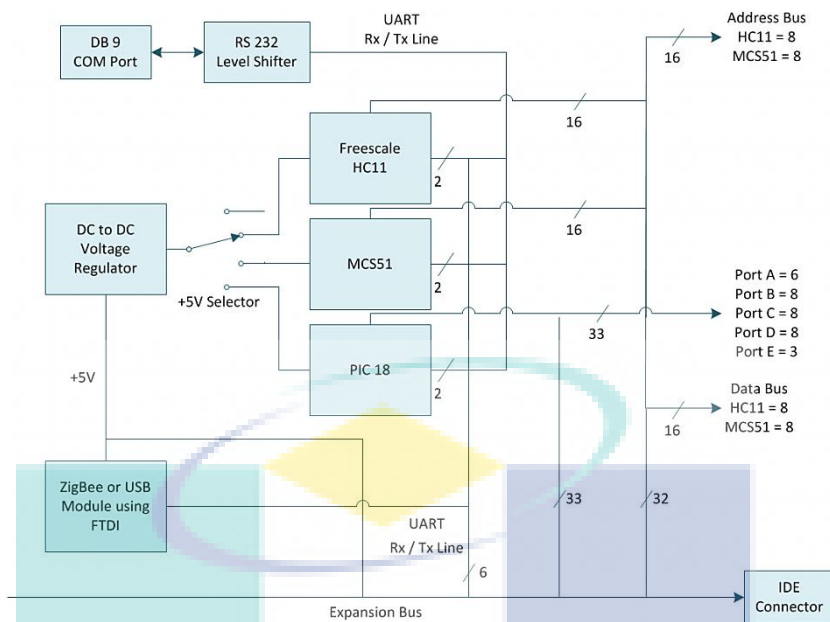 UART
Rx / Tx Line
DB 9
COM Port
RS 232
Level Shifter
Address Bus
HC11 = 8
MCS51 = 8
16
16
Freescale
HC11
2
16
DC to DC
Voltage
Regulator
MCS51
2
+5V Selector
Port A = 6
Port B = 8
Port C = 8
Port D = 8
Port E = 3
33
PIC 18
2
+5V
Data Bus
HC11 = 8
MCS51 = 8
16
ZigBee or USB
Module using
FTDI
UART
Rx / Tx Line
33
32
6
Expansion Bus
IDE
Connector